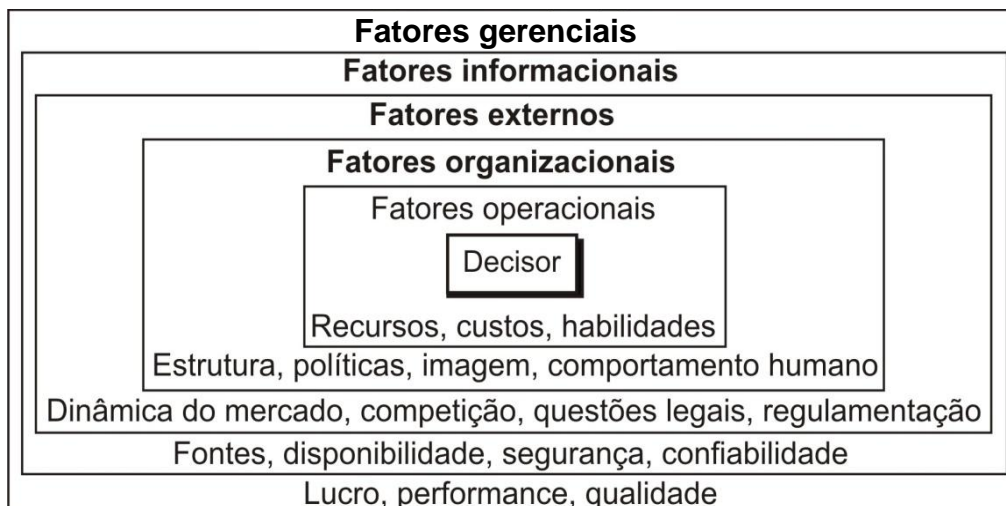 Fatores gerenciais
Fatores informacionais
Fatores externos
Fatores organizacionais
Fatores operacionais
Decisor
Recursos, custos, habilidades
Estrutura, políticas, imagem, comportamento humano
Dinâmica do mercado, competição, questões legais, regulamentação
Fontes, disponibilidade, segurança, confiabilidade
Lucro, performance, qualidade